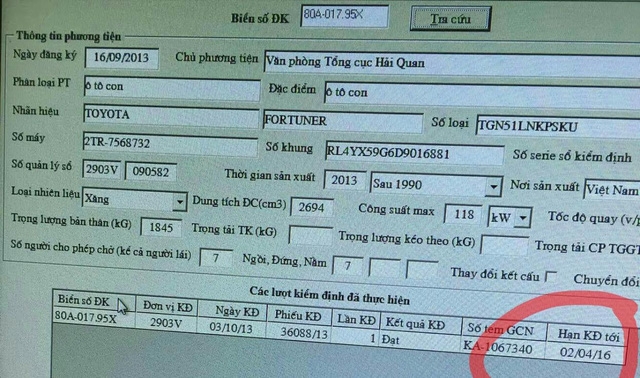 Biển số ĐK 80A-017.95X Tra cứu
Thông tin phương tiện
Ngày đăng ký 16/09/2013 Chủ phương tiện Văn phòng Tổng cục Hải Quan
Phân loại PT ô tô con Đặc điểm ô tô con
Nhãn hiệu TOYOTA FORTUNER Số loại TGN51LNKPSKU
Số máy 2TR-7568732 Số khung RL4YX59G6D9016881 Số serie sổ kiểm định
Số quản lý số 2903V 090582 Thời gian sản xuất 2013 Sau 1990 Nơi sản xuất Việt Nam
Loại nhiên liệu Xăng Dung tích ĐC(cm3) 2694 Công suất max 118 kW Tốc độ quay (v/p
Trọng lượng bản thân (kG) 1845 Trọng tải TK (kG) Trọng lượng kéo theo (kG) Trọng tải CP TGGT
Số người cho phép chở (kể cả người lái) 7 Ngồi, Đứng, Nằm 7 Thay đổi kết cấu Chuyển đổi
Các lượt kiểm định đã thực hiện
Biển số ĐK Đơn vị KĐ Ngày KĐ Phiếu KĐ Lần KĐ Kết quả KĐ Số tem GCN Hạn KĐ tới
80A-017.95X 2903V 03/10/13 36088/13 1 Đạt KA-1067340 02/04/16